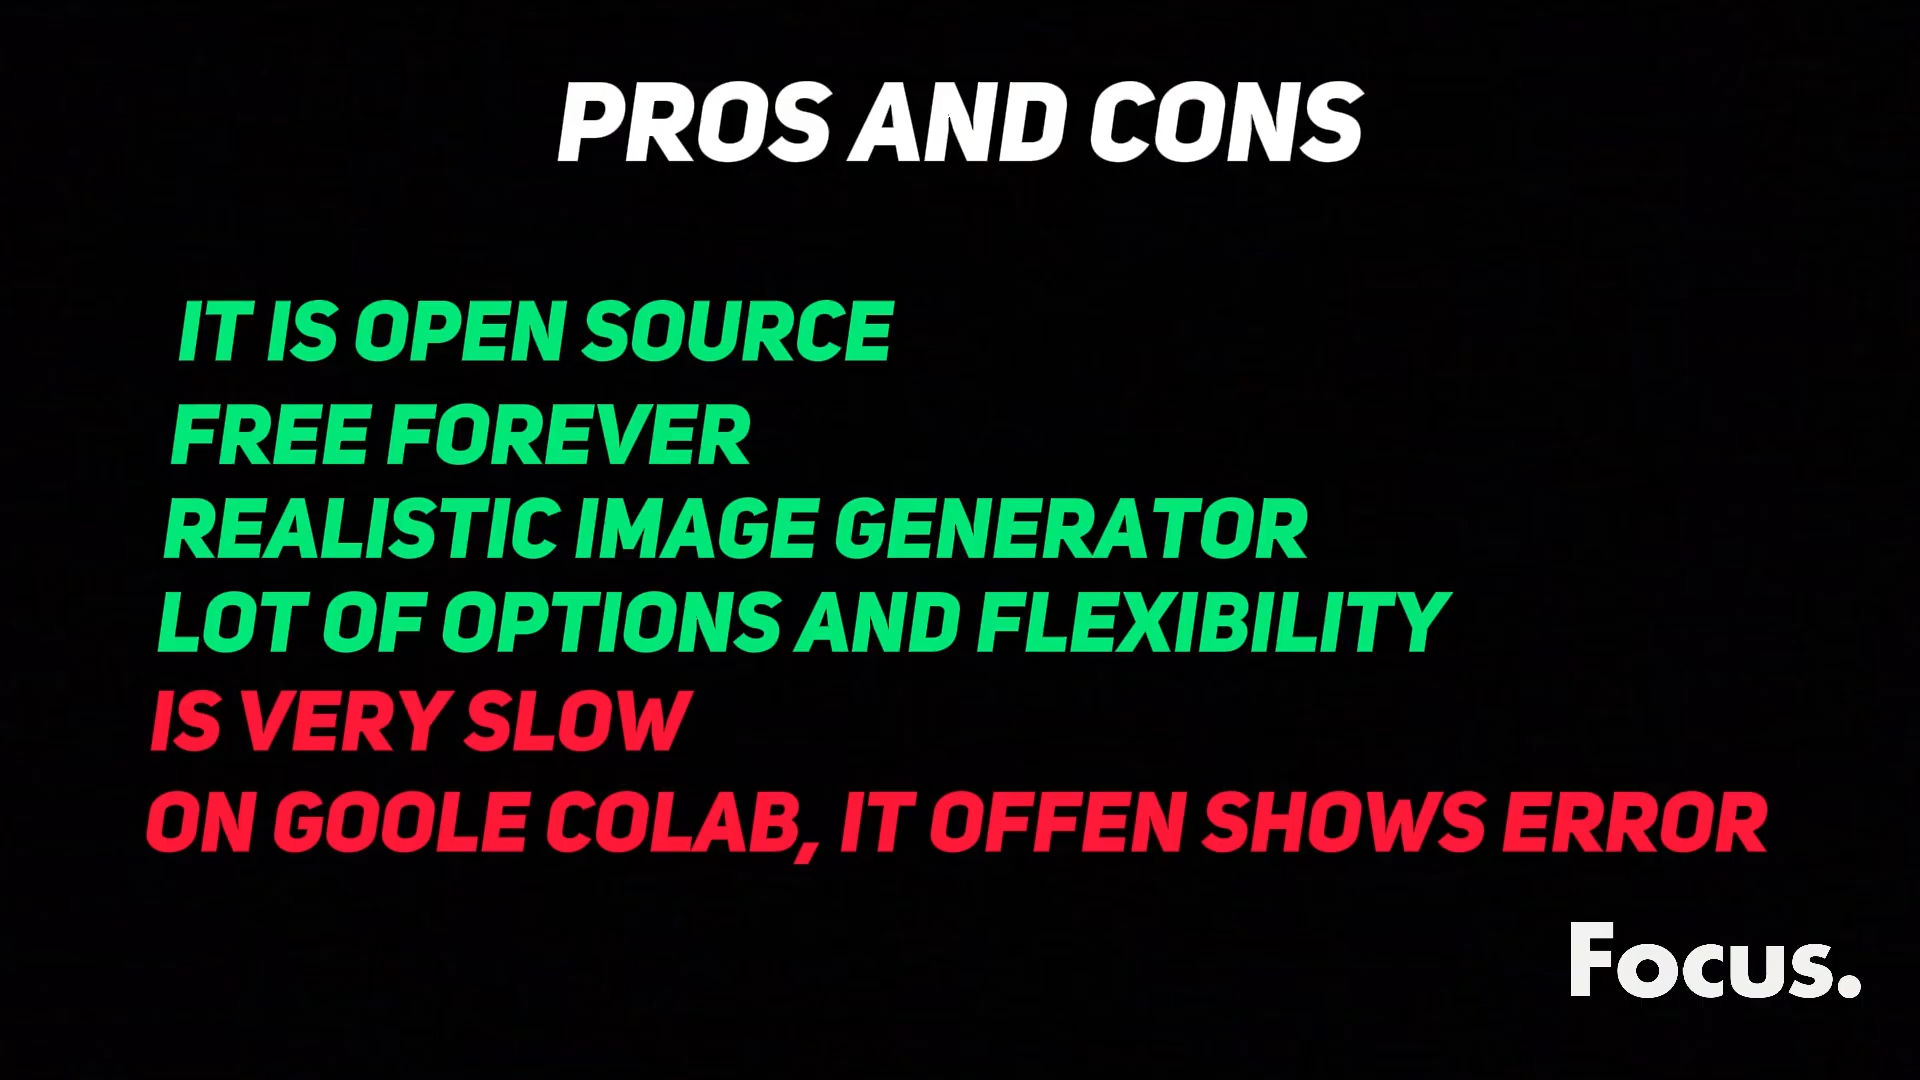 PROS AND CONS
IT IS OPEN SOURCE
FREE FOREVER
REALISTIC IMAGE GENERATOR
LOT OF OPTIONS AND FLEXIBILITY
IS VERY SLOW
ON GOOLE COLAB, IT OFFEN SHOWS ERROR
Focus.